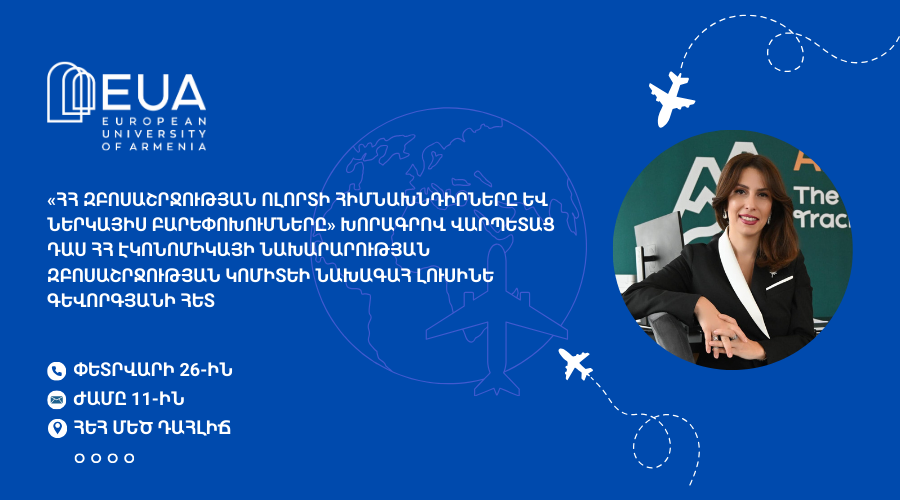 EUA
EUROPEAN
UNIVERSITY
OF ARMENIA
«ՀՀ ԶԲՈՍԱՇՐՋՈՒԹՅԱՆ ՈԼՈՐՏԻ ՀԻՄՆԱԽՆԴԻՐՆԵՐԸ ԵՎ
ՆԵՐԿԱՅԻՍ ԲԱՐԵՓՈԽՈՒՄՆԵՐԸ» ԽՈՐԱԳՐՈՎ ՎԱՐՊԵՏԱՑ
ԴԱՍ ՀՀ ԷԿՈՆՈՄԻԿԱՅԻ ՆԱԽԱՐԱՐՈՒԹՅԱՆ
ԶԲՈՍԱՇՐՋՈՒԹՅԱՆ ԿՈՄԻՏԵԻ ՆԱԽԱԳԱՀ ԼՈՒՍԻՆԵ
ԳԵՎՈՐԳՅԱՆԻ ՀԵՏ
ՓԵՏՐՎԱՐԻ 26-ԻՆ
ԺԱՄԸ 11-ԻՆ
ՀԵՀ ՄԵԾ ԴԱՀԼԻՃ
The